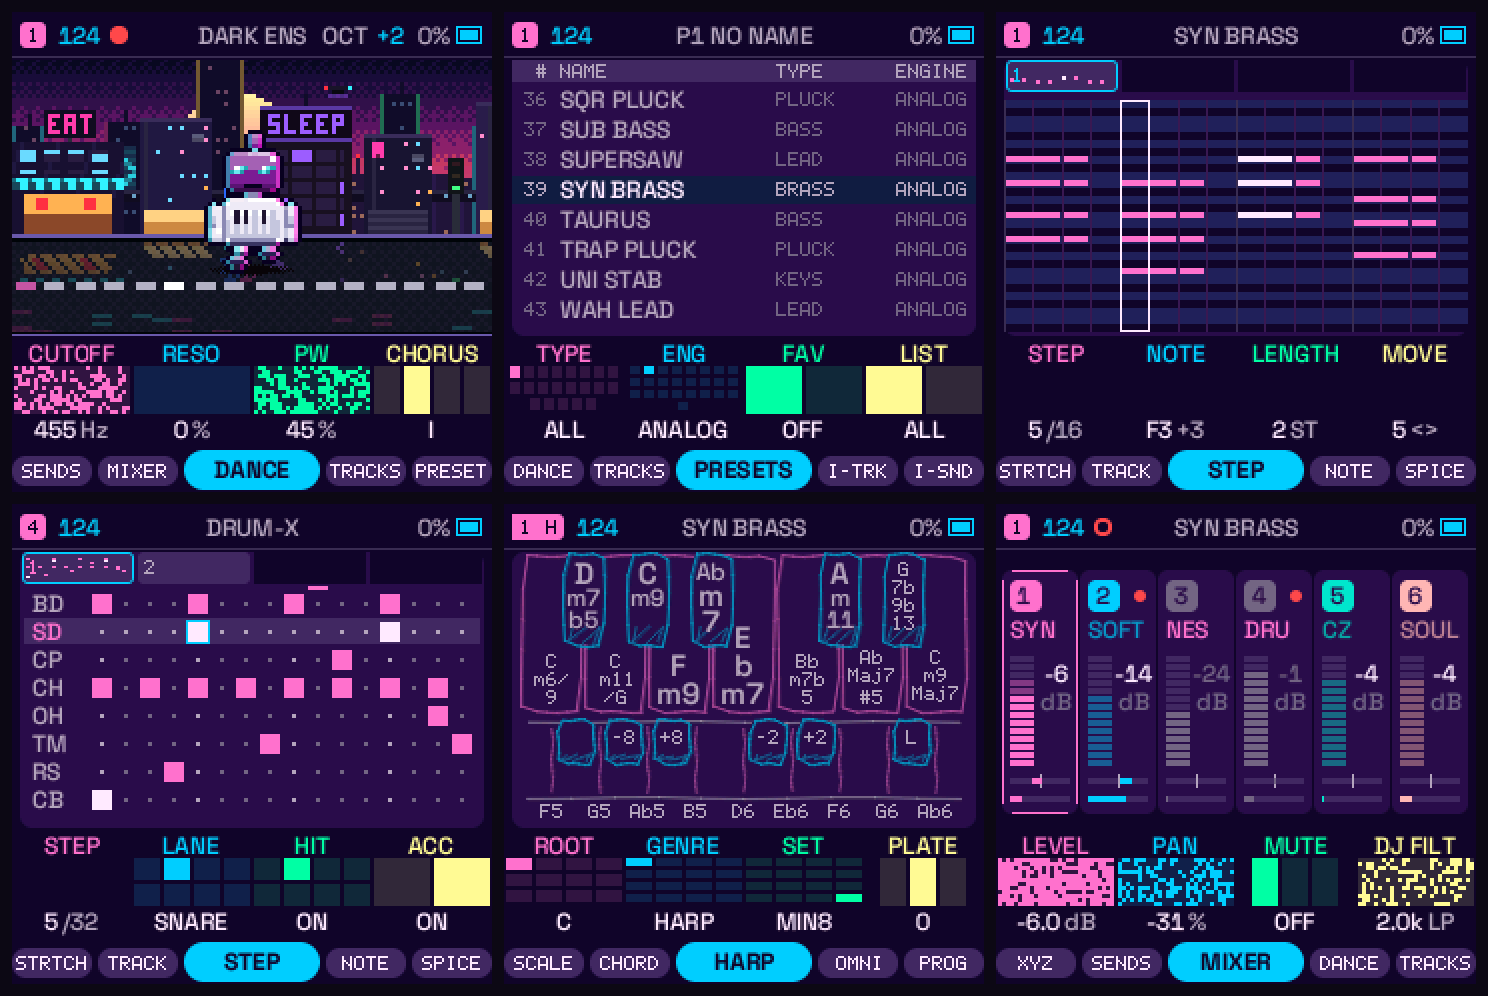 1 124 DARK ENS OCT +2 0%
EAT
SLEEP
CUTOFF RESO PW CHORUS
455 Hz 0% 45% I
SENDS MIXER DANCE TRACKS PRESET
1 124 P1 NO NAME 0%
# NAME TYPE ENGINE
36 SQR PLUCK PLUCK ANALOG
37 SUB BASS BASS ANALOG
38 SUPERSAW LEAD ANALOG
39 SYN BRASS BRASS ANALOG
40 TAURUS BASS ANALOG
41 TRAP PLUCK PLUCK ANALOG
42 UNI STAB KEYS ANALOG
43 WAH LEAD LEAD ANALOG
TYPE ENG FAV LIST
ALL ANALOG OFF ALL
DANCE TRACKS PRESETS I-TRK I-SND
1 124 SYN BRASS 0%
1
STEP NOTE LENGTH MOVE
5/16 F3 +3 2 ST 5 <>
STRTCH TRACK STEP NOTE SPICE
4 124 DRUM-X 0%
1 2
BD
SD
CP
CH
OH
TM
RS
CB
STEP LANE HIT ACC
5/32 SNARE ON ON
STRTCH TRACK STEP NOTE SPICE
1 H 124 SYN BRASS 0%
D m7 b5
C m9
Ab m 7
A m 11
G 7b 9b 13
C m6/ 9
C m11 /G
F m9
E b m7
Bb m7b 5
Ab Maj7 #5
C m9 Maj7
-8 +8 -2 +2 L
F5 G5 Ab5 B5 D6 Eb6 F6 G6 Ab6
ROOT GENRE SET PLATE
C HARP MIN8 0
SCALE CHORD HARP OMNI PROG
1 124 SYN BRASS 0%
1 2 3 4 5 6
SYN SOFT NES DRU CZ SOUL
-6 dB -14 dB -24 dB -1 dB -4 dB -4 dB
LEVEL PAN MUTE DJ FILT
-6.0 dB -31% OFF 2.0k LP
XYZ SENDS MIXER DANCE TRACKS